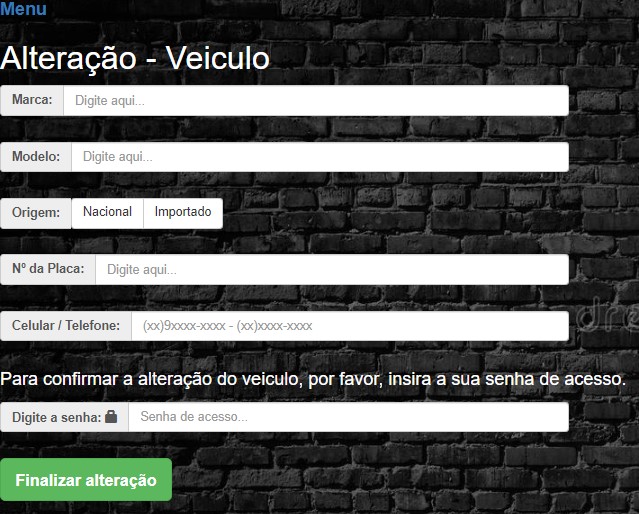 Menu
Alteração - Veiculo
Marca: Digite aqui...
Modelo: Digite aqui...
Origem: Nacional Importado
Nº da Placa: Digite aqui...
Celular / Telefone: (xx)9xxxx-xxxx - (xx)xxxx-xxxx
dre
Para confirmar a alteração do veiculo, por favor, insira a sua senha de acesso.
Digite a senha: Senha de acesso...
Finalizar alteração